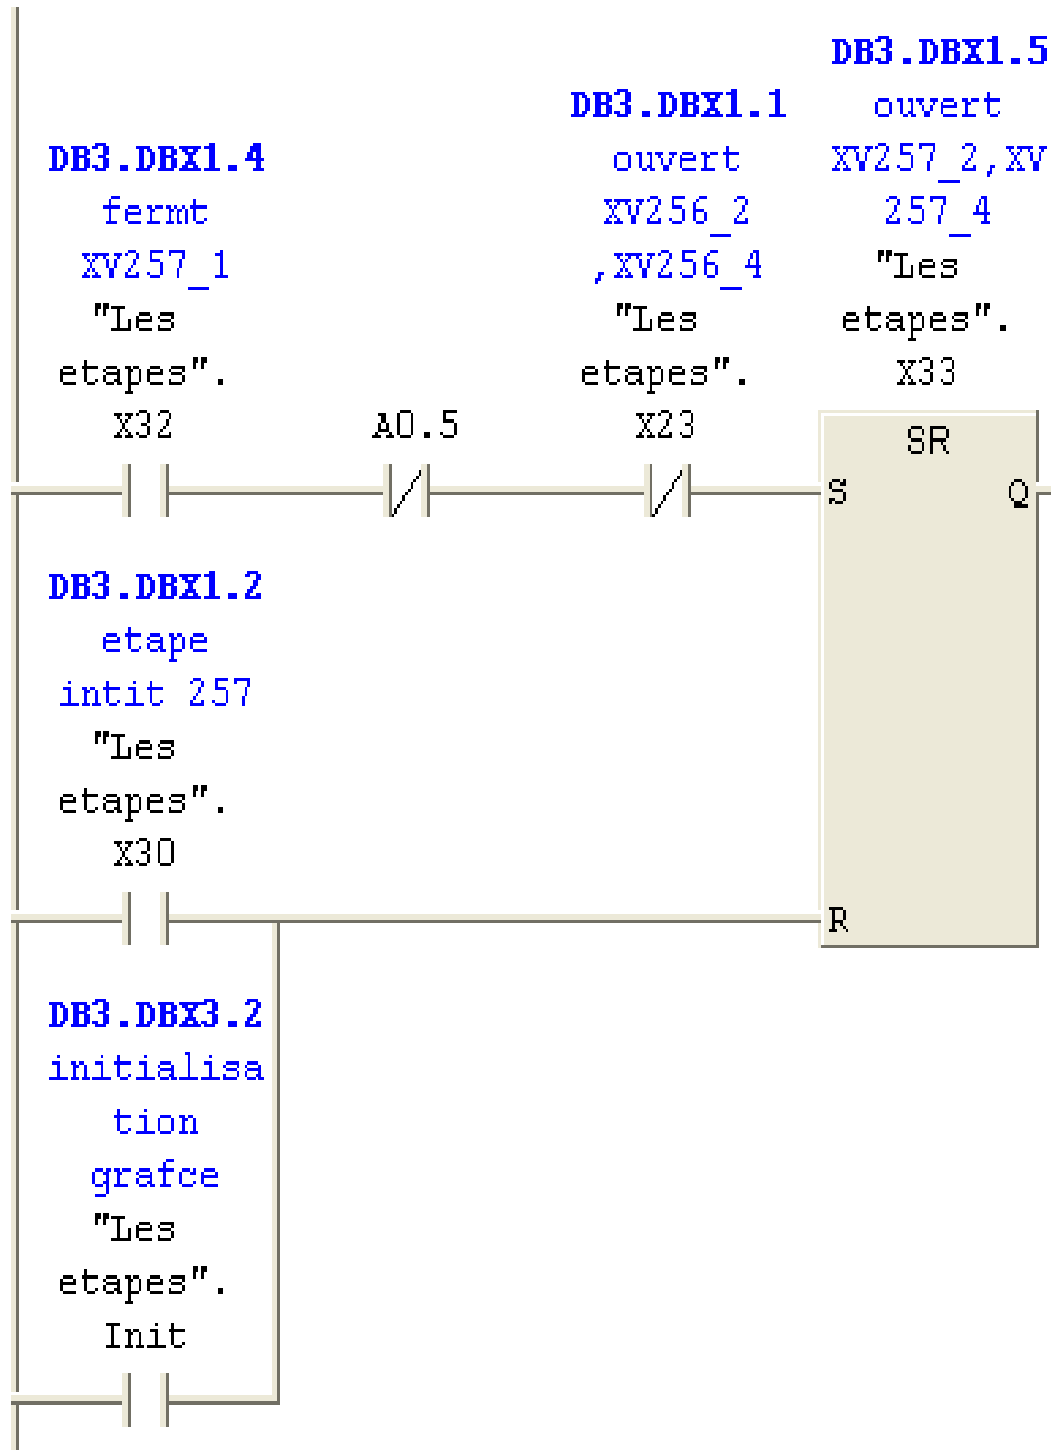 DB3.DBX1.4
fermt
XV257_1
"Les
etapes".
X32
A0.5
DB3.DBX1.1
ouvert
XV256_2
,XV256_4
"Les
etapes".
X23
DB3.DBX1.5
ouvert
XV257_2,XV
257_4
"Les
etapes".
X33
SR
S
Q
DB3.DBX1.2
etape
intit 257
"Les
etapes".
X30
R
DB3.DBX3.2
initialisa
tion
grafce
"Les
etapes".
Init